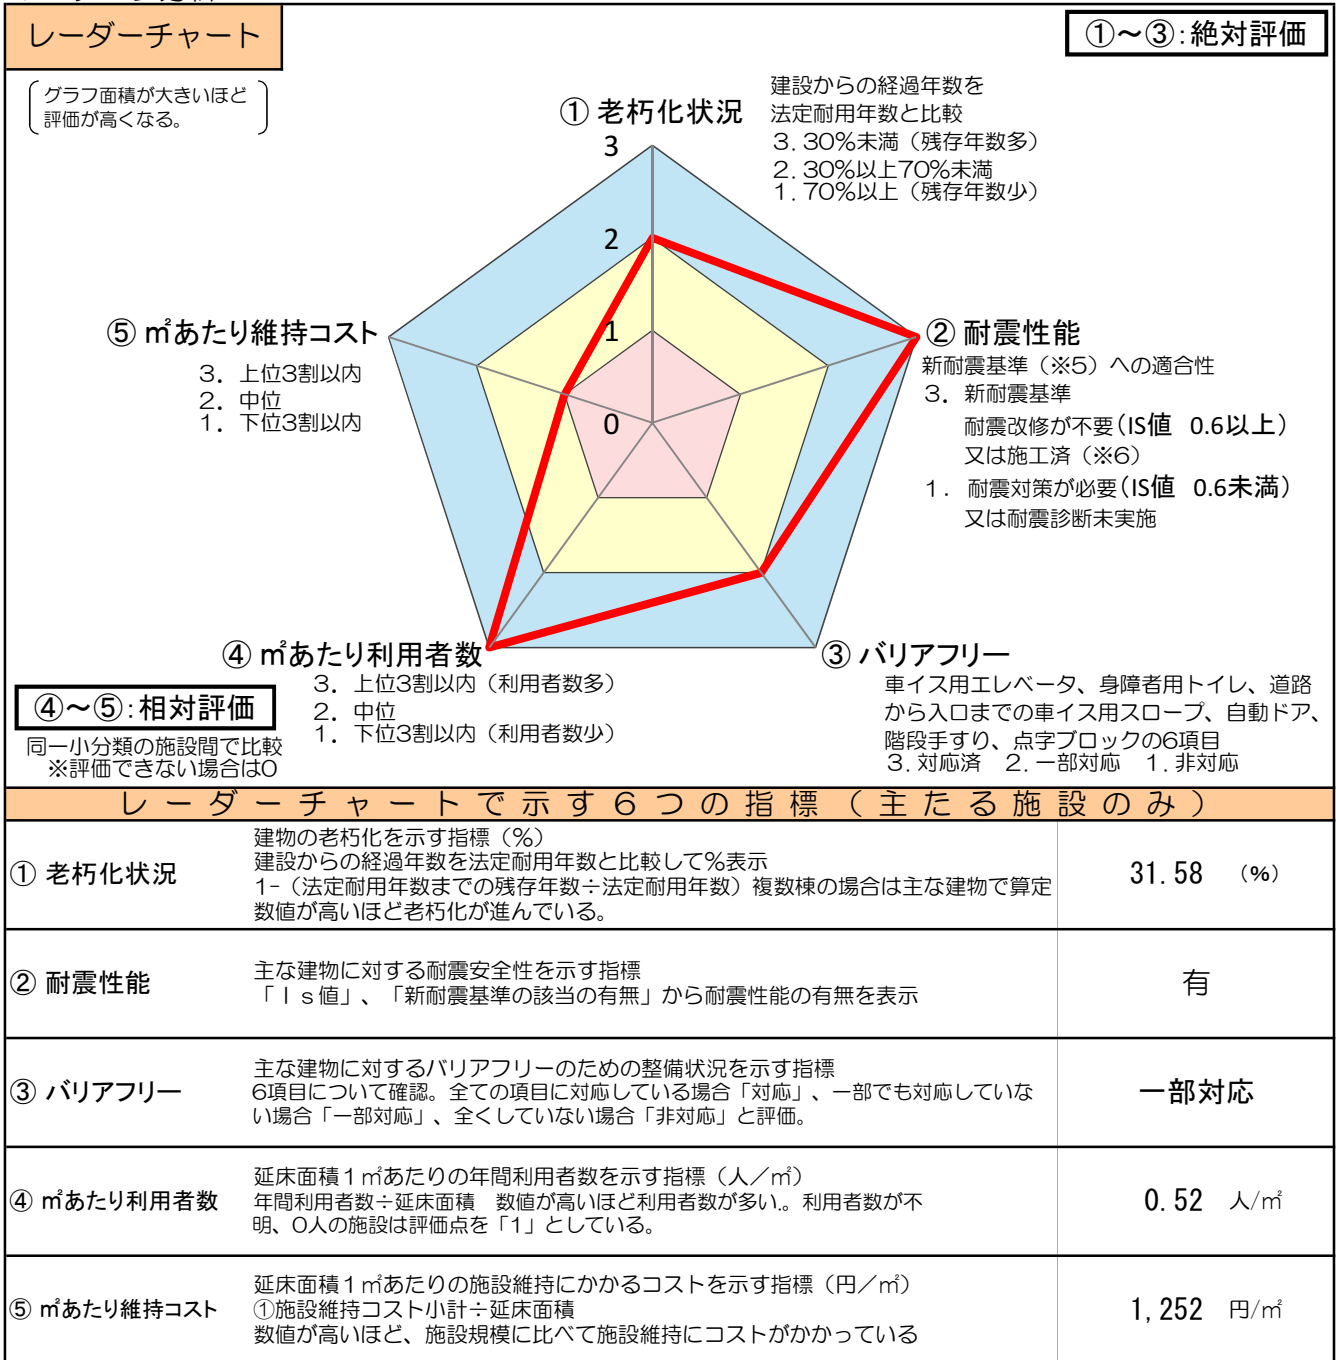 レーダーチャート
①～③:絶対評価
グラフ面積が大きいほど
評価が高くなる。
① 老朽化状況
建設からの経過年数を
法定耐用年数と比較
3. 30%未満（残存年数多）
2. 30%以上70%未満
1. 70%以上（残存年数少）
3
2
1
0
⑤ ㎡あたり維持コスト
3. 上位3割以内
2. 中位
1. 下位3割以内
② 耐震性能
新耐震基準（※5）への適合性
3. 新耐震基準
耐震改修が不要(IS値 0.6以上)
又は施工済（※6）
1. 耐震対策が必要(IS値 0.6未満)
又は耐震診断未実施
④ ㎡あたり利用者数
3. 上位3割以内（利用者数多）
2. 中位
1. 下位3割以内（利用者数少）
③ バリアフリー
車イス用エレベータ、身障者用トイレ、道路
から入口までの車イス用スロープ、自動ドア、
階段手すり、点字ブロックの6項目
3. 対応済 2. 一部対応 1. 非対応
④～⑤:相対評価
同一小分類の施設間で比較
※評価できない場合は0
レーダーチャートで示す６つの指標（主たる施設のみ）
① 老朽化状況
建物の老朽化を示す指標（%）
建設からの経過年数を法定耐用年数と比較して%表示
1-（法定耐用年数までの残存年数÷法定耐用年数）複数棟の場合は主な建物で算定
数値が高いほど老朽化が進んでいる。
31.58 (%)
② 耐震性能
主な建物に対する耐震安全性を示す指標
「Ｉｓ値」、「新耐震基準の該当の有無」から耐震性能の有無を表示
有
③ バリアフリー
主な建物に対するバリアフリーのための整備状況を示す指標
6項目について確認。全ての項目に対応している場合「対応」、一部でも対応していな
い場合「一部対応」、全くしていない場合「非対応」と評価。
一部対応
④ ㎡あたり利用者数
延床面積１㎡あたりの年間利用者数を示す指標（人／㎡）
年間利用者数÷延床面積 数値が高いほど利用者数が多い。利用者数が不
明、0人の施設は評価点を「1」としている。
0.52 人/㎡
⑤ ㎡あたり維持コスト
延床面積１㎡あたりの施設維持にかかるコストを示す指標（円／㎡）
①施設維持コスト小計÷延床面積
数値が高いほど、施設規模に比べて施設維持にコストがかかっている
1,252 円/㎡